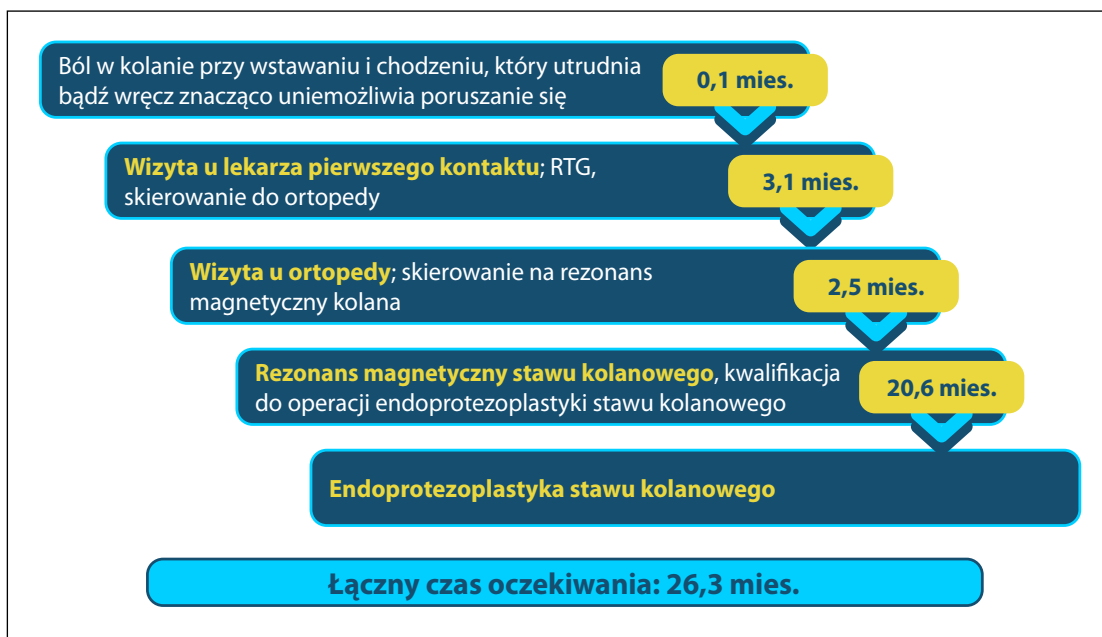 Ból w kolanie przy wstawaniu i chodzeniu, który utrudnia
bądź wręcz znacząco uniemożliwia poruszanie się
0,1 mies.
Wizyta u lekarza pierwszego kontaktu; RTG,
skierowanie do ortopedy
3,1 mies.
Wizyta u ortopedy; skierowanie na rezonans
magnetyczny kolana
2,5 mies.
Rezonans magnetyczny stawu kolanowego, kwalifikacja
do operacji endoprotezoplastyki stawu kolanowego
20,6 mies.
Endoprotezoplastyka stawu kolanowego
Łączny czas oczekiwania: 26,3 mies.